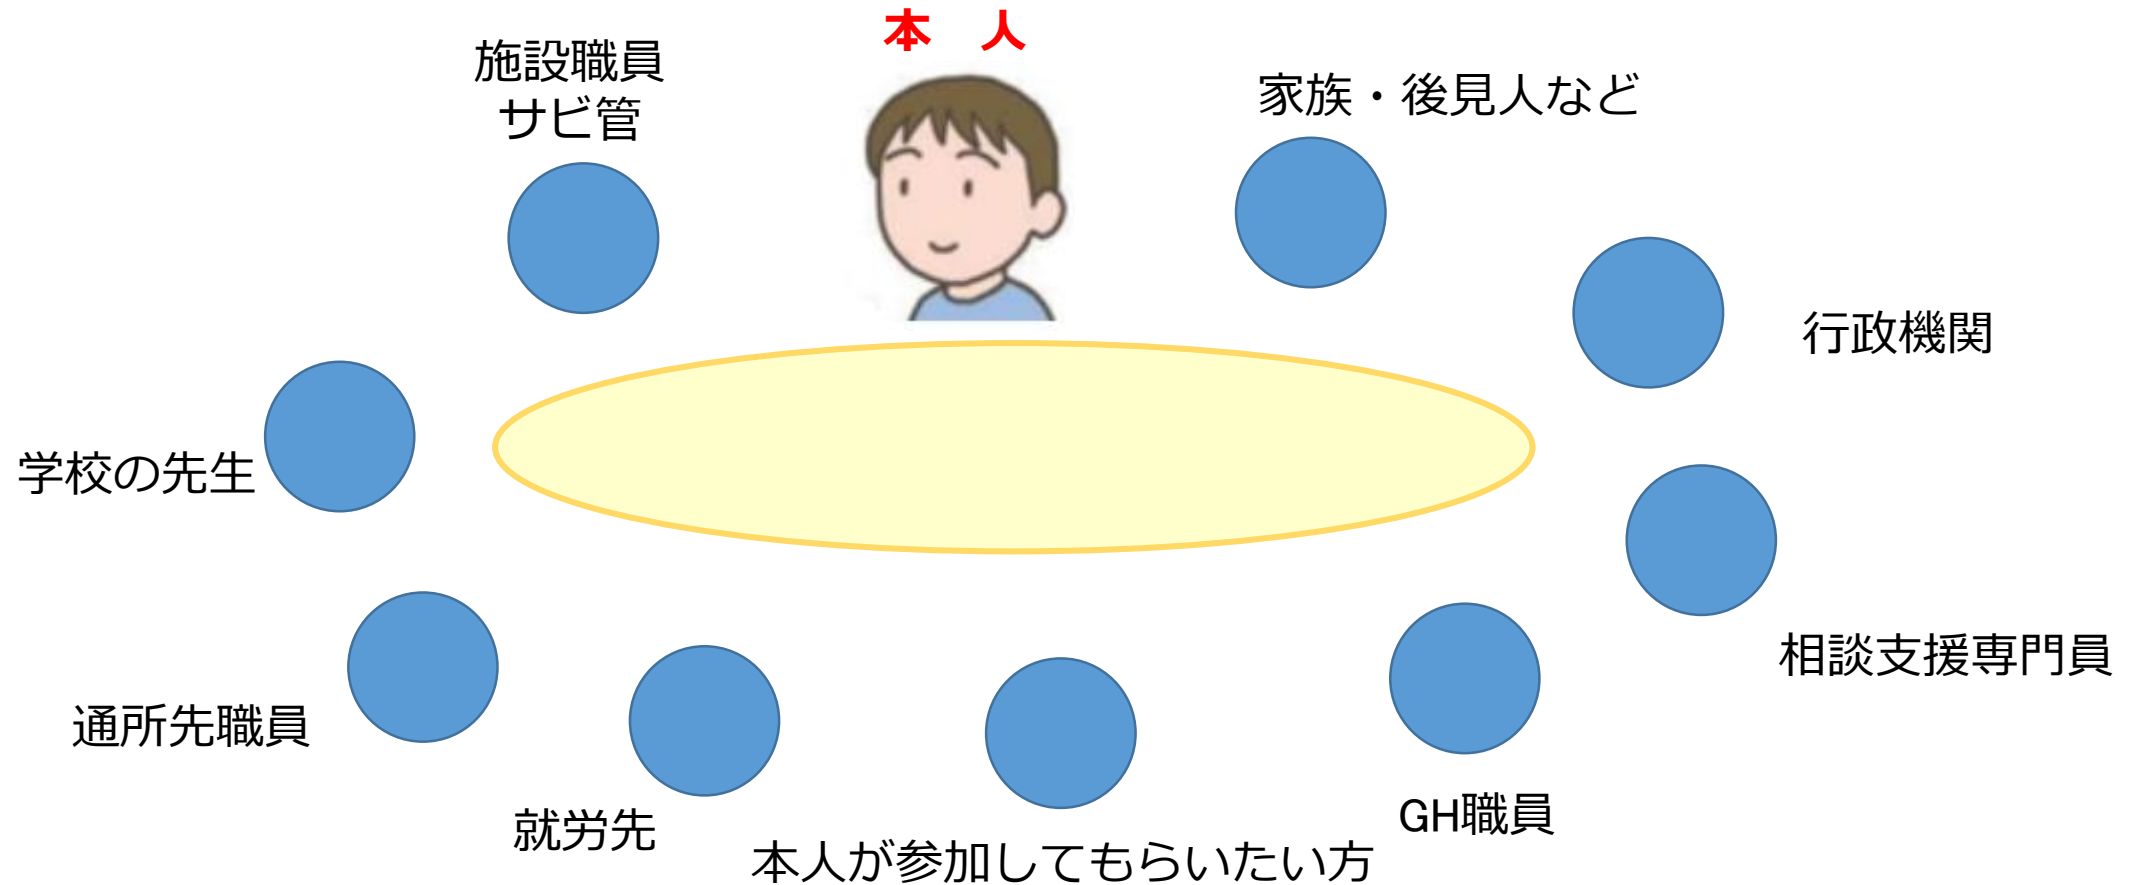 本　人
施設職員
サビ管
家族・後見人など
行政機関
学校の先生
相談支援専門員
通所先職員
GH職員
就労先
本人が参加してもらいたい方